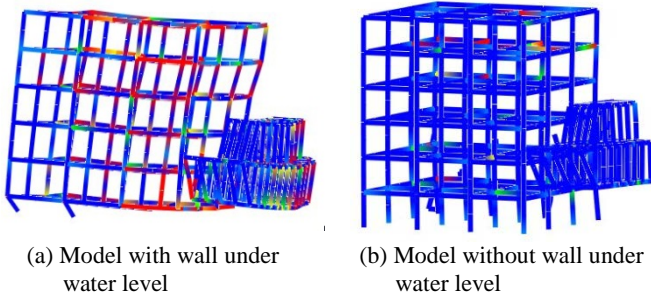 (a) Model with wall under
water level
(b) Model without wall under
water level